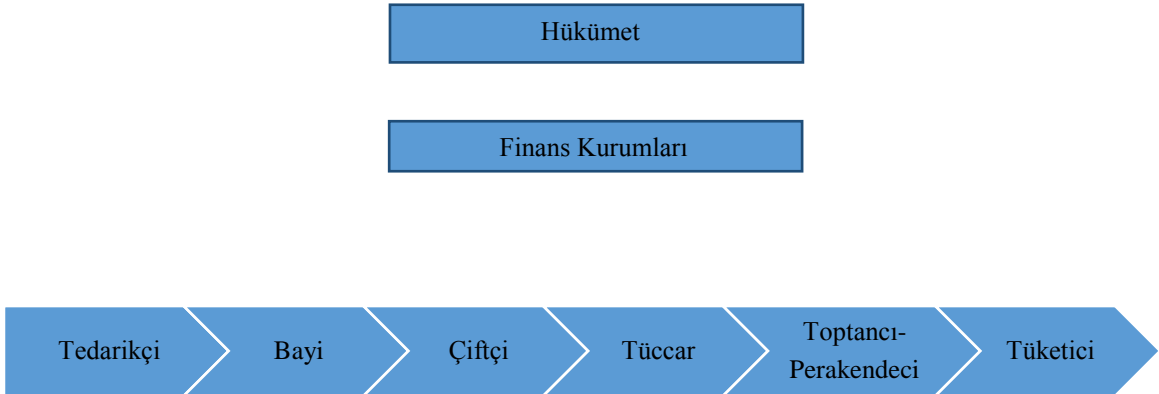 Hükümet
Finans Kurumları
Tedarikçi
Bayi
Çiftçi
Tüccar
Toptancı-
Perakendeci
Tüketici